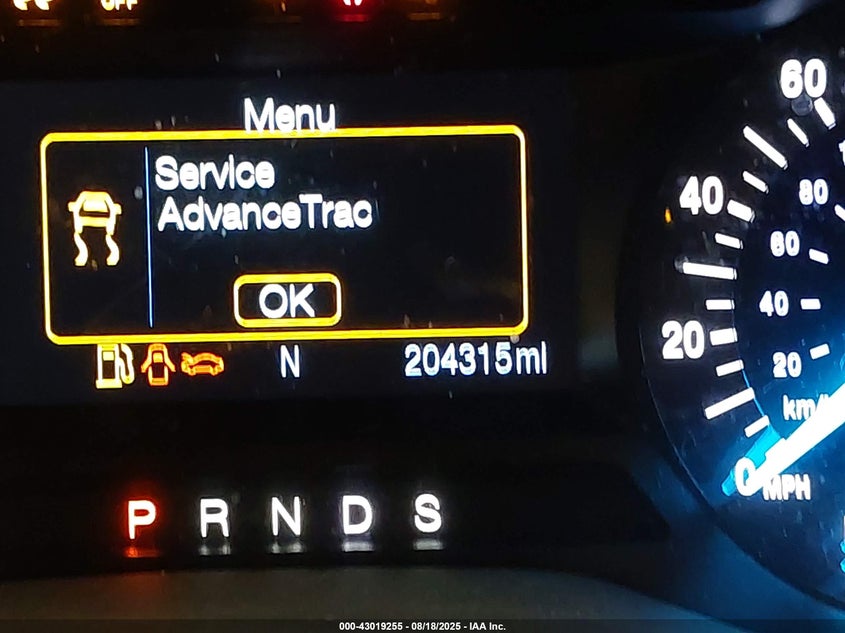 OFF
Menu
Service
AdvanceTrac
OK
N 204315mi
P R N D S
60
40
20
0
MPH
80
60
40
20
km/
000-43019255 - 08/18/2025 - IAA Inc.